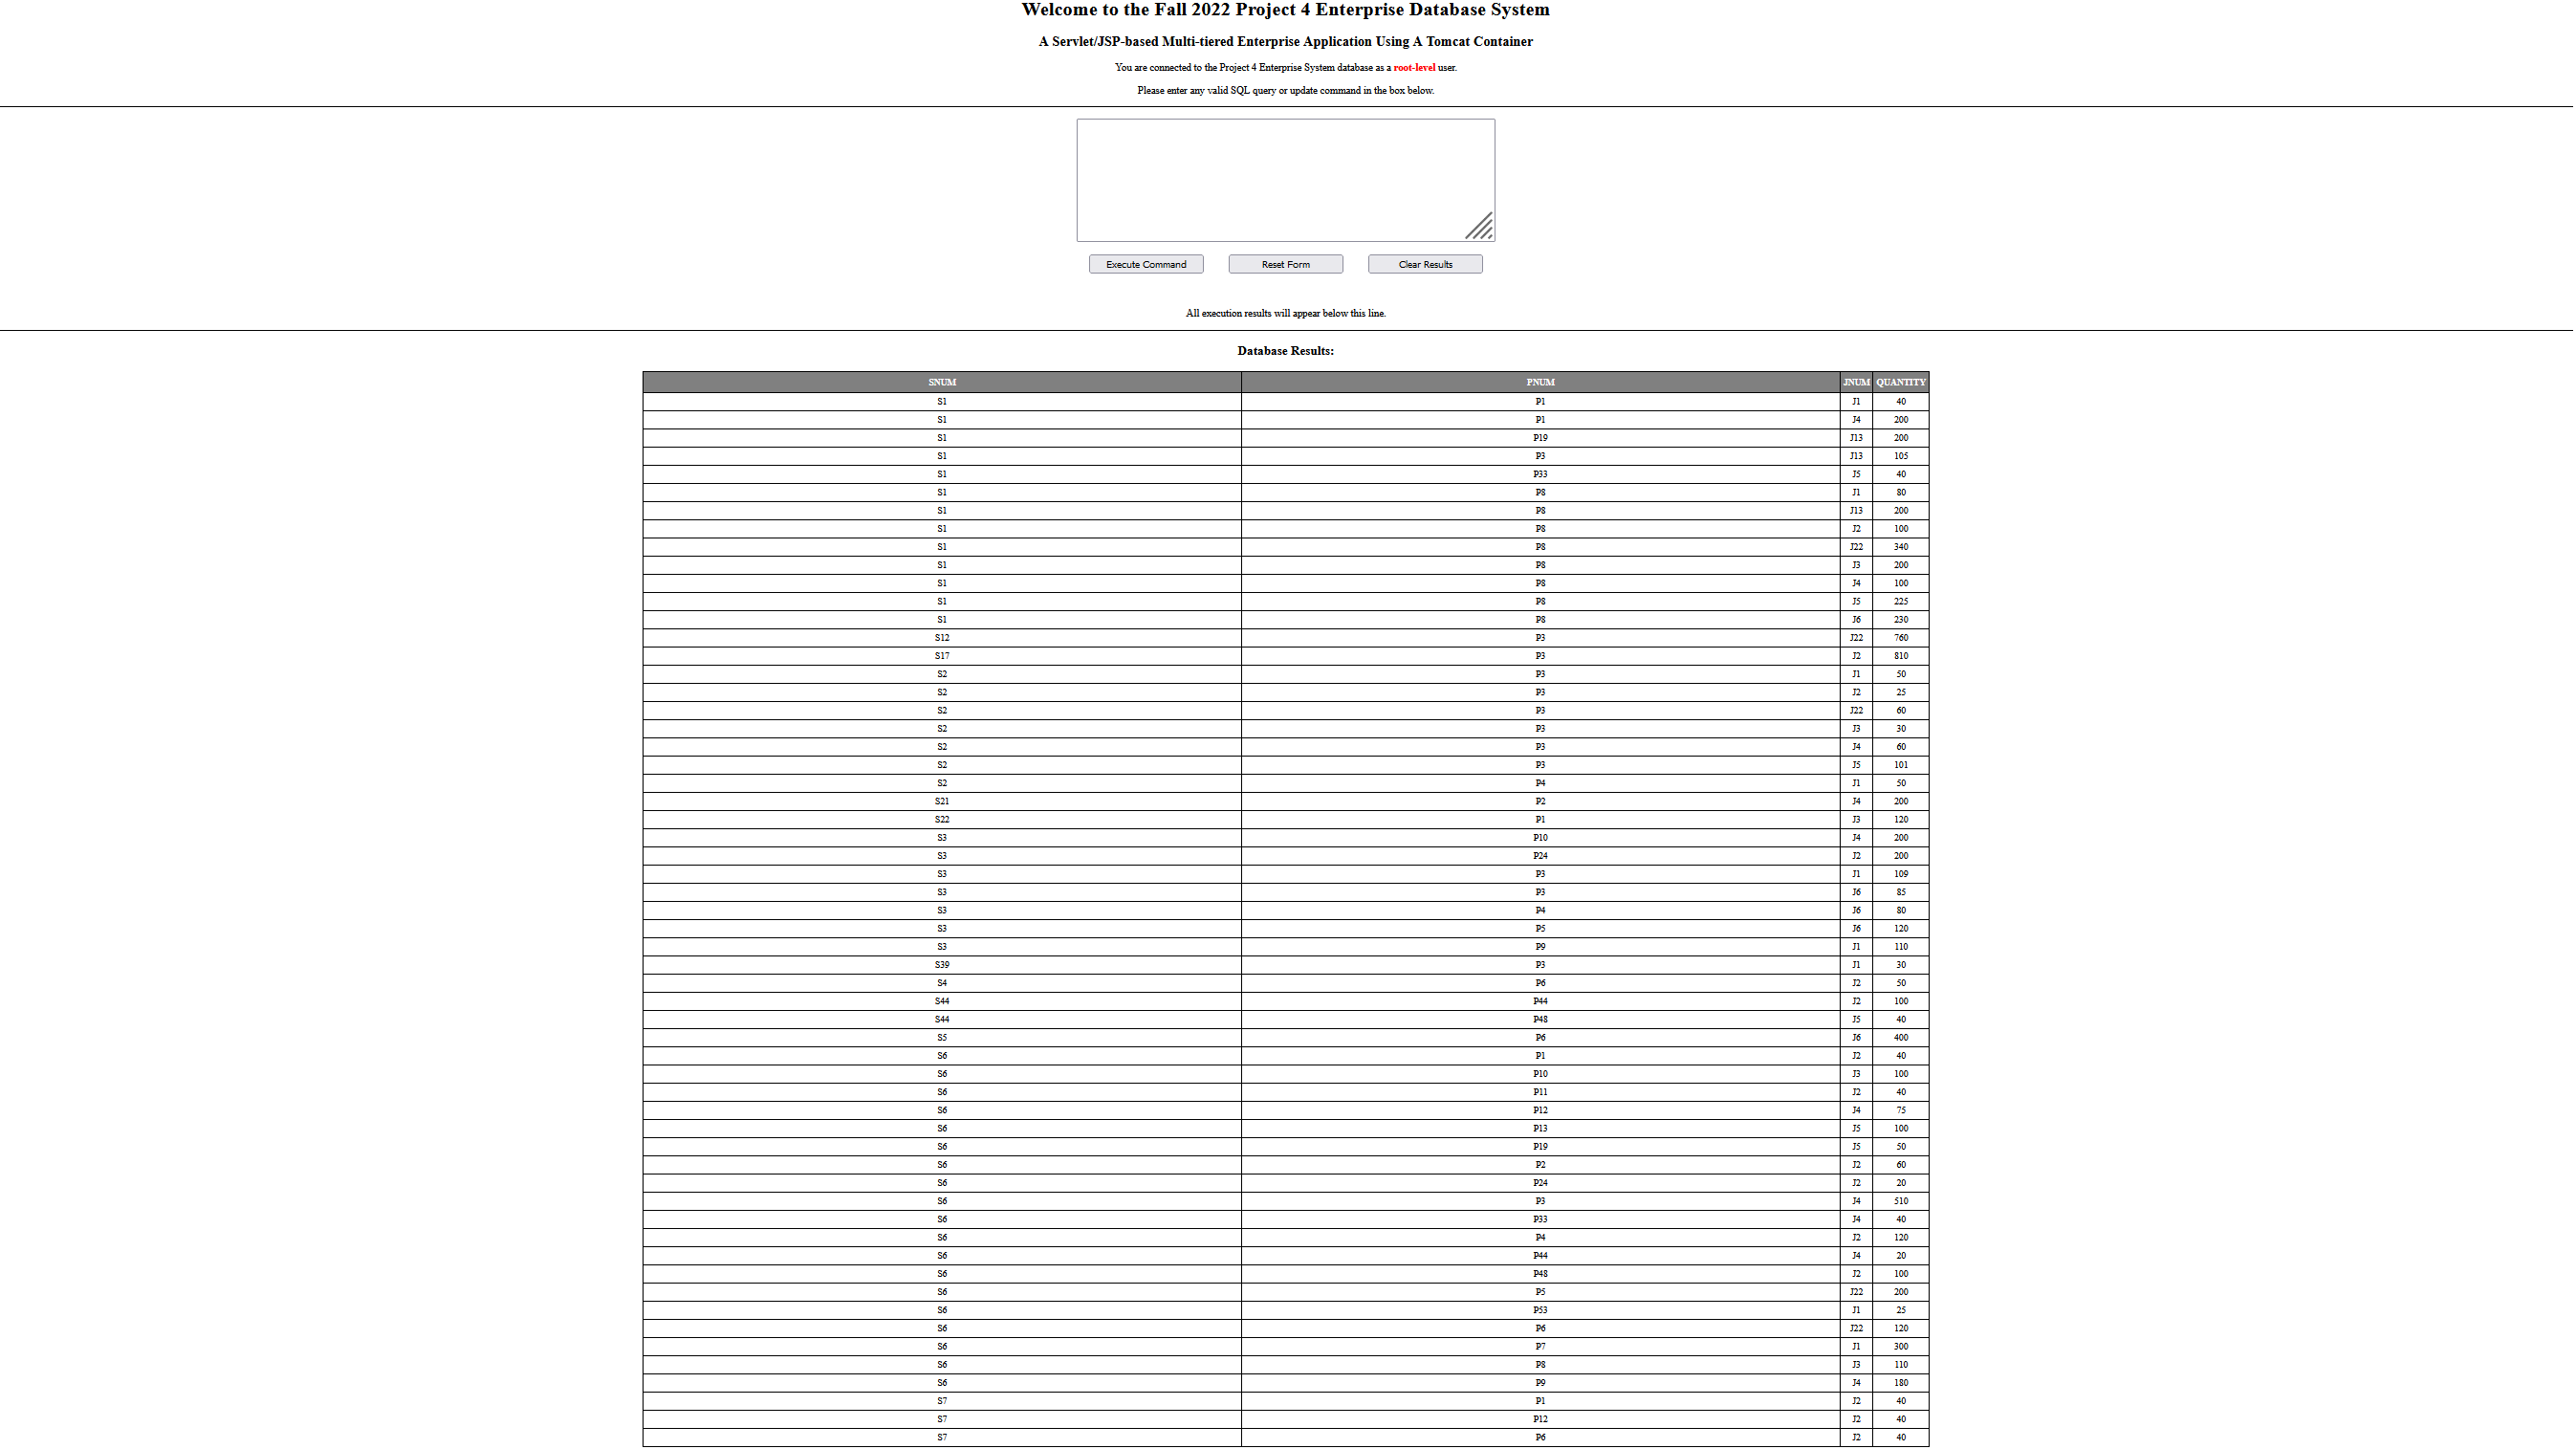 Welcome to the Fall 2022 Project 4 Enterprise Database System
A Servlet/JSP-based Multi-tiered Enterprise Application Using A Tomcat Container
You are connected to the Project 4 Enterprise System database as a root-level user.
Please enter any valid SQL query or update command in the box below.
Execute Command Reset Form Clear Results
All execution results will appear below this line.
Database Results:
SNUM PNUM JNUM QUANTITY
S1 P1 J1 40
S1 P1 J4 200
S1 P19 J13 200
S1 P3 J13 105
S1 P33 J5 40
S1 P8 J1 80
S1 P8 J13 200
S1 P8 J2 100
S1 P8 J22 340
S1 P8 J3 200
S1 P8 J4 100
S1 P8 J5 225
S1 P8 J6 230
S12 P3 J22 760
S17 P3 J2 810
S2 P3 J1 50
S2 P3 J2 25
S2 P3 J22 60
S2 P3 J3 30
S2 P3 J4 60
S2 P3 J5 101
S2 P4 J1 50
S21 P2 J4 200
S22 P1 J3 120
S3 P10 J4 200
S3 P24 J2 200
S3 P3 J1 109
S3 P3 J6 85
S3 P4 J6 80
S3 P5 J6 120
S3 P9 J1 110
S39 P3 J1 30
S4 P6 J2 50
S44 P44 J2 100
S44 P48 J5 40
S5 P6 J6 400
S6 P1 J2 40
S6 P10 J3 100
S6 P11 J2 40
S6 P12 J4 75
S6 P13 J5 100
S6 P19 J5 50
S6 P2 J2 60
S6 P24 J2 20
S6 P3 J4 510
S6 P33 J4 40
S6 P4 J2 120
S6 P44 J4 20
S6 P48 J2 100
S6 P5 J22 200
S6 P53 J1 25
S6 P6 J22 120
S6 P7 J1 300
S6 P8 J3 110
S6 P9 J4 180
S7 P1 J2 40
S7 P12 J2 40
S7 P6 J2 40